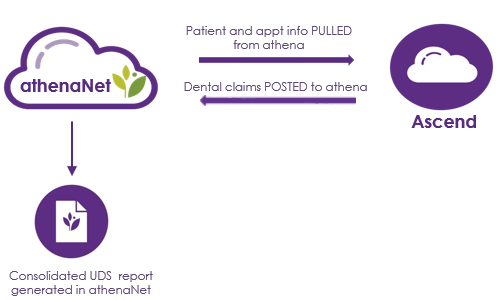 Patient and appt info PULLED
from athena
athenaNet
Dental claims POSTED to athena
Ascend
Consolidated UDS report
generated in athenaNet